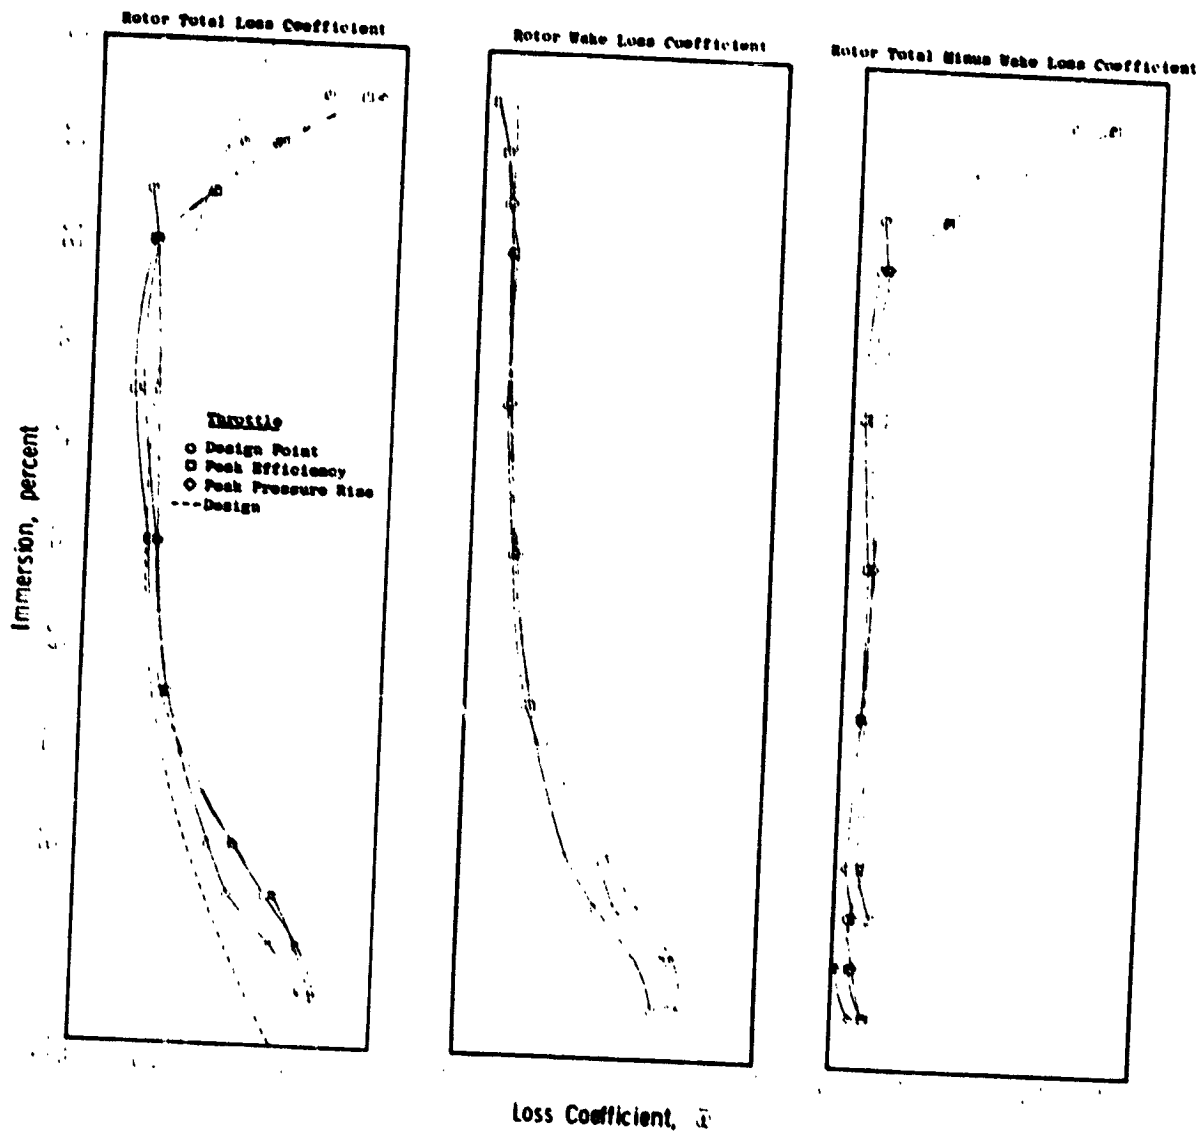 Rotor Total Loss Coefficient
Rotor Wake Loss Coefficient
Rotor Total Minus Wake Loss Coefficient
Throttle
Design Point
Peak Efficiency
Peak Pressure Rise
---Design
Immersion, percent
Loss Coefficient,